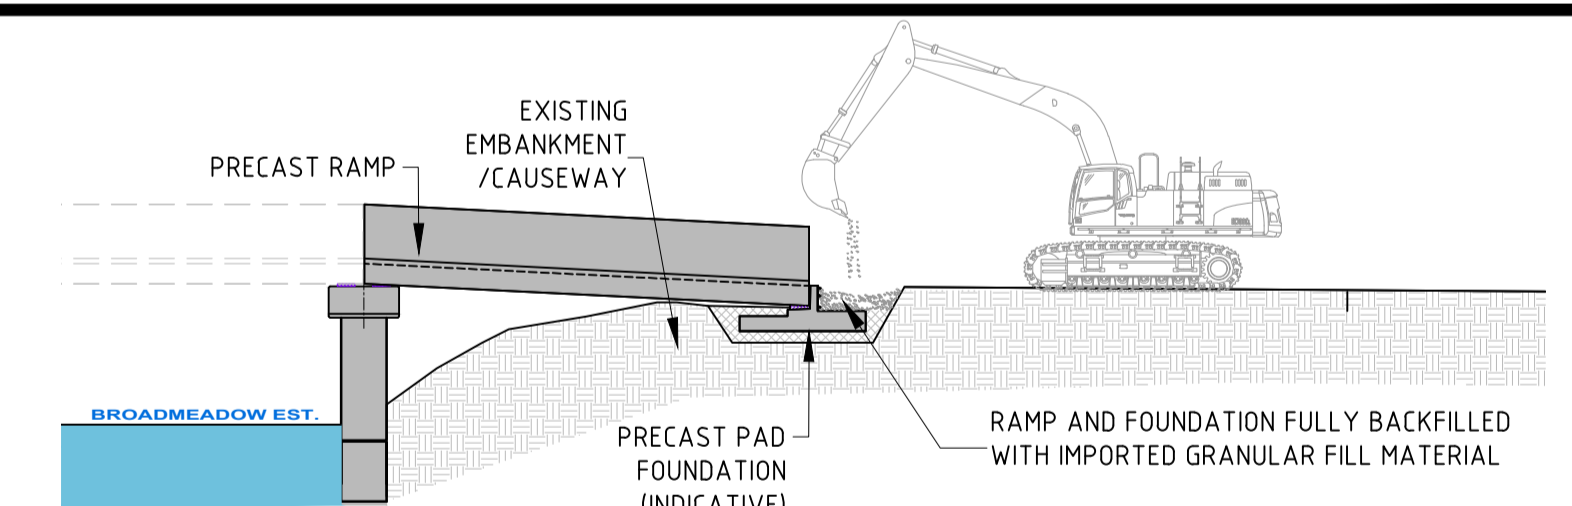 EXISTING
EMBANKMENT
/CAUSEWAY
PRECAST RAMP
BROADMEADOW EST.
PRECAST PAD
FOUNDATION
(INDICATIVE)
RAMP AND FOUNDATION FULLY BACKFILLED
WITH IMPORTED GRANULAR FILL MATERIAL